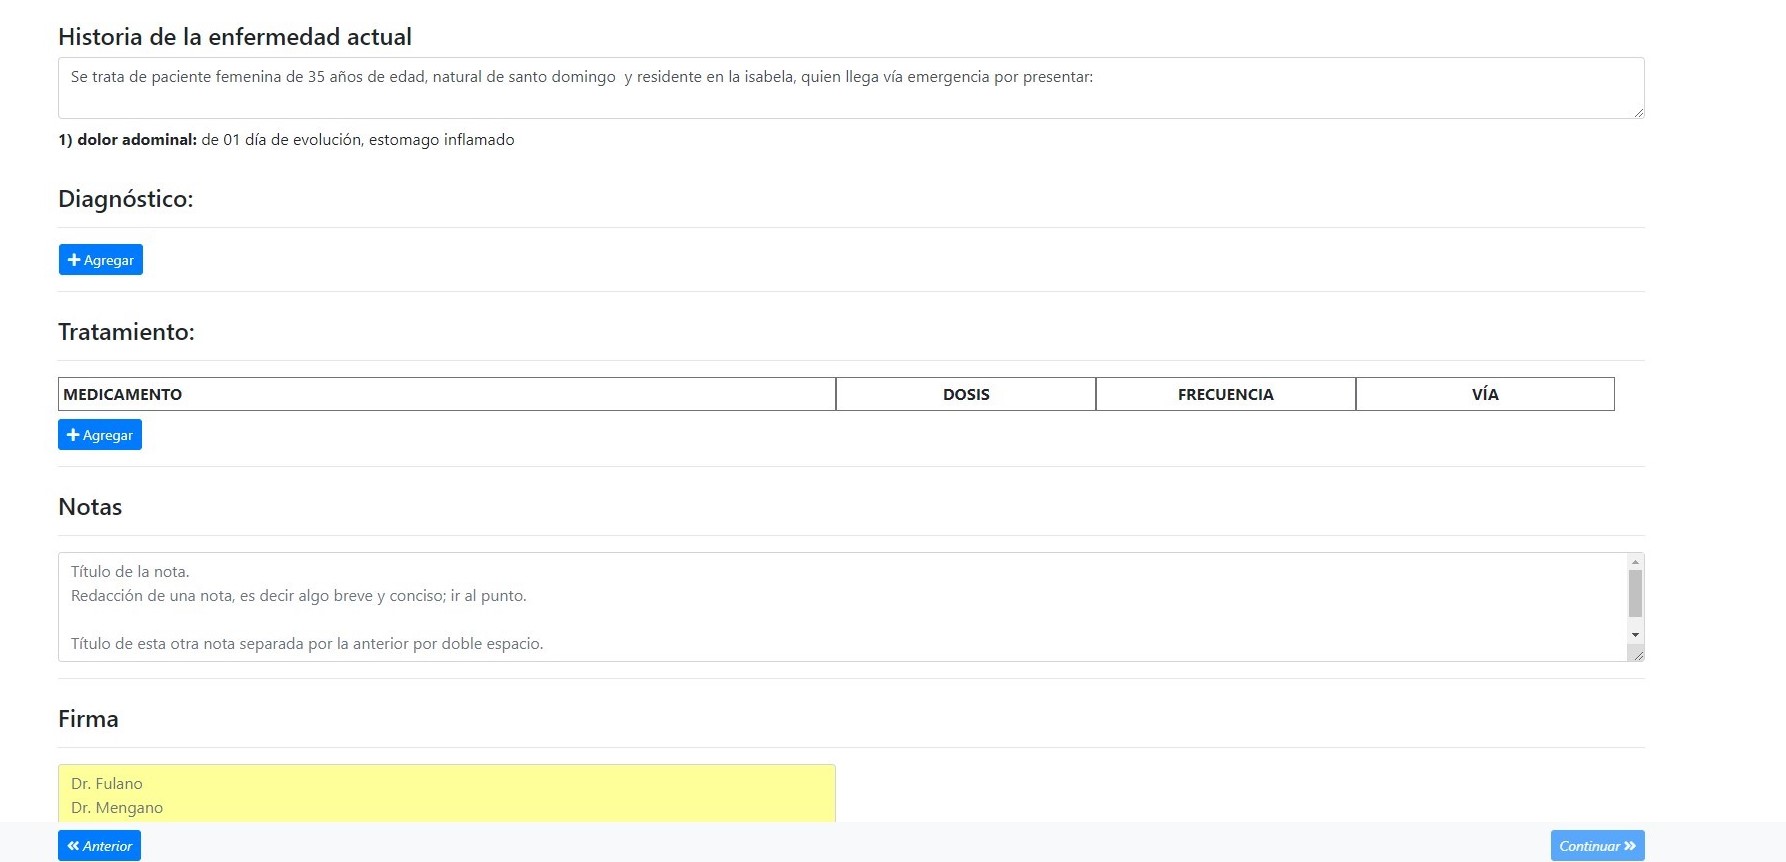 Historia de la enfermedad actual
Se trata de paciente femenina de 35 años de edad, natural de santo domingo  y residente en la isabela, quien llega vía emergencia por presentar:
1) dolor adominal: de 01 día de evolución, estomago inflamado
Diagnóstico:
+ Agregar
Tratamiento:
MEDICAMENTO DOSIS FRECUENCIA VÍA
+ Agregar
Notas
Título de la nota.
Redacción de una nota, es decir algo breve y conciso; ir al punto.
Título de esta otra nota separada por la anterior por doble espacio.
Firma
Dr. Fulano
Dr. Mengano
« Anterior
Continuar »